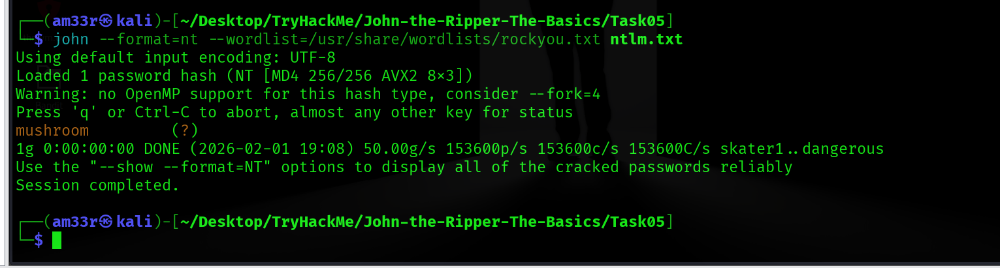 ┌──(am33r㉿kali)-[~/Desktop/TryHackMe/John-the-Ripper-The-Basics/Task05]
└─$ john --format=nt --wordlist=/usr/share/wordlists/rockyou.txt ntlm.txt
Using default input encoding: UTF-8
Loaded 1 password hash (NT [MD4 256/256 AVX2 8×3])
Warning: no OpenMP support for this hash type, consider --fork=4
Press 'q' or Ctrl-C to abort, almost any other key for status
mushroom         (?)
1g 0:00:00:00 DONE (2026-02-01 19:08) 50.00g/s 153600p/s 153600c/s 153600C/s skater1..dangerous
Use the "--show --format=NT" options to display all of the cracked passwords reliably
Session completed.
┌──(am33r㉿kali)-[~/Desktop/TryHackMe/John-the-Ripper-The-Basics/Task05]
└─$